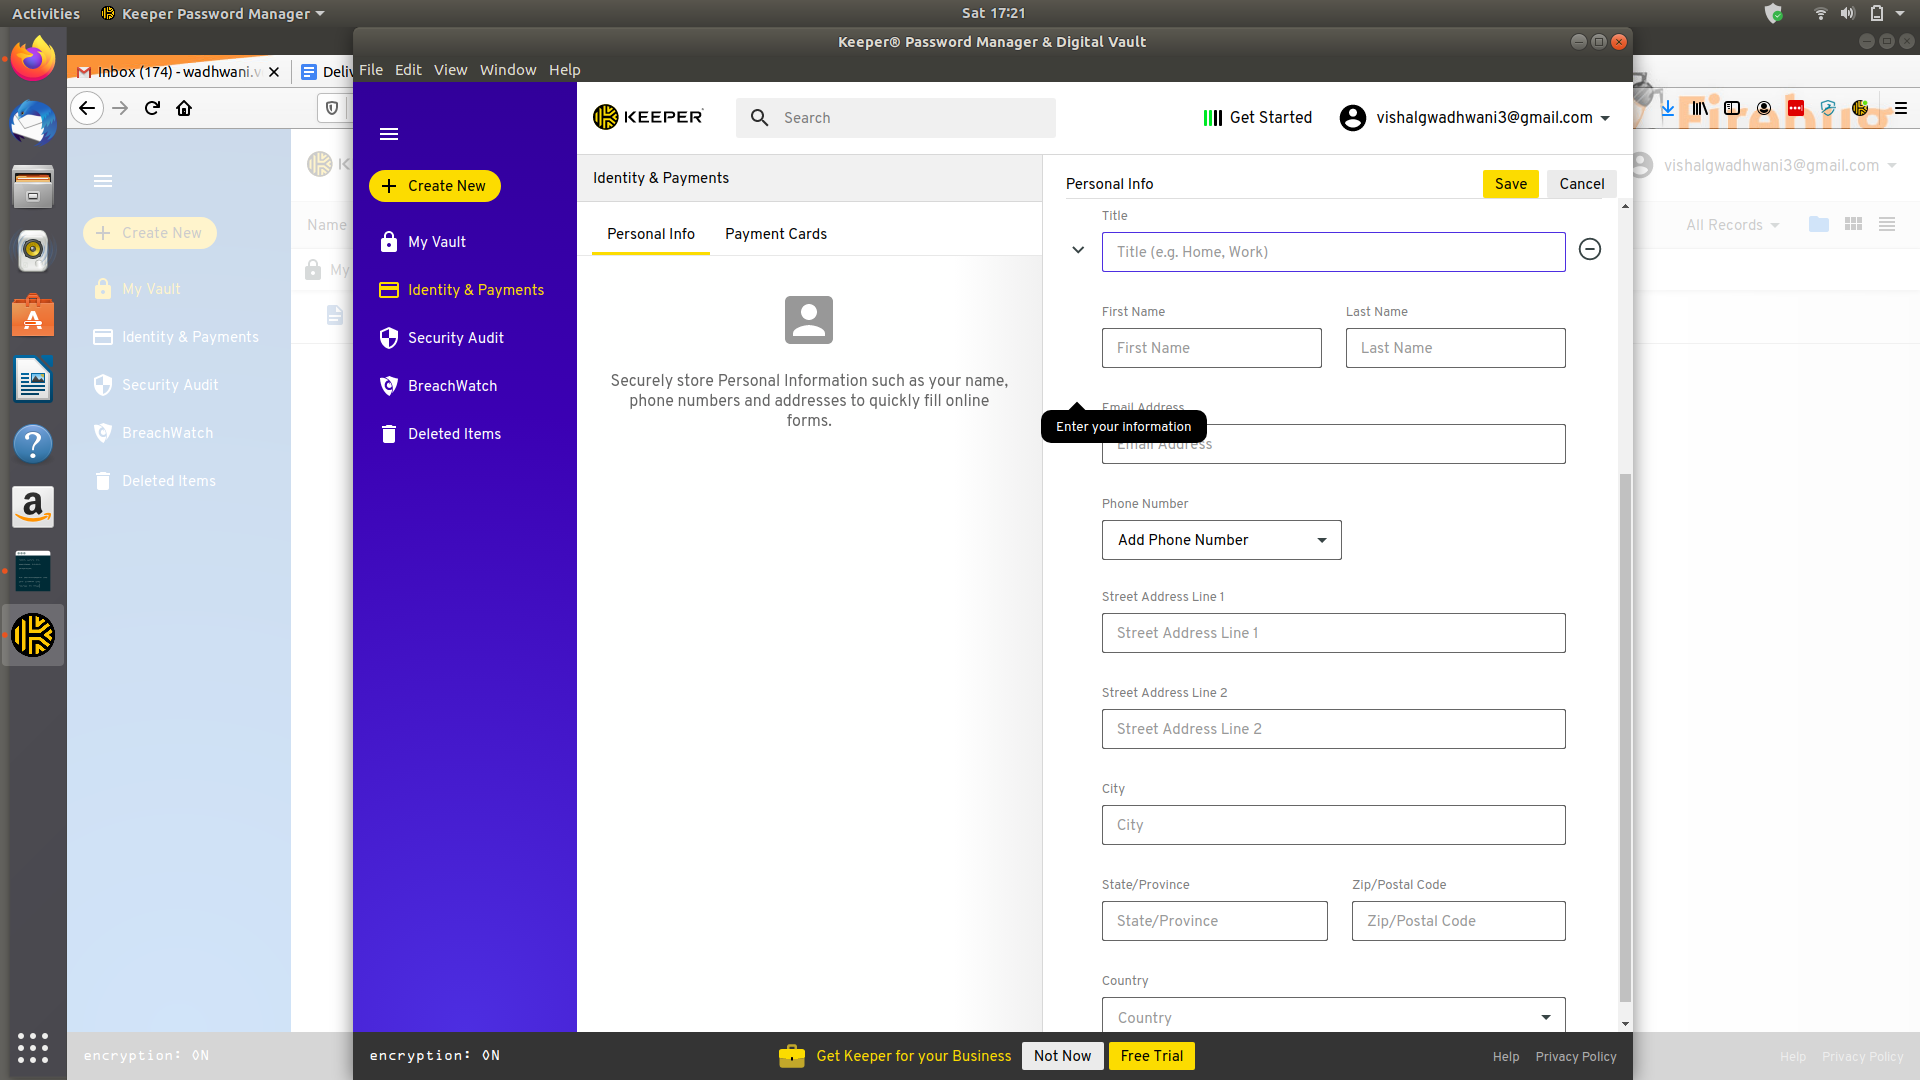 Activities
Keeper Password Manager
Sat 17:21
Keeper® Password Manager & Digital Vault
File Edit View Window Help
Inbox (174) - wadhwani.v
Deliv
KEEPER
Search
Get Started
vishalgwadhwani3@gmail.com
Create New
My Vault
Identity & Payments
Security Audit
BreachWatch
Deleted Items
Identity & Payments
Personal Info
Payment Cards
Securely store Personal Information such as your name,
phone numbers and addresses to quickly fill online
forms.
Personal Info
Save
Cancel
Title
Title (e.g. Home, Work)
First Name
Last Name
First Name
Last Name
Email Address
Enter your information
Email Address
Phone Number
Add Phone Number
Street Address Line 1
Street Address Line 1
Street Address Line 2
Street Address Line 2
City
City
State/Province
Zip/Postal Code
State/Province
Zip/Postal Code
Country
Country
encryption: ON
Get Keeper for your Business
Not Now
Free Trial
Help
Privacy Policy
K
Create New
My Vault
Identity & Payments
Security Audit
BreachWatch
Deleted Items
Name
My
encryption: ON
Firebug
vishalgwadhwani3@gmail.com
All Records
Help
Privacy Policy